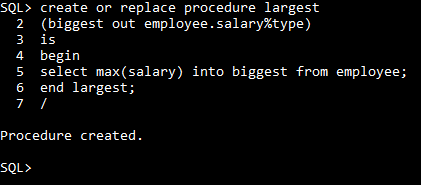 SQL> create or replace procedure largest
2 (biggest out employee.salary%type)
3 is
4 begin
5 select max(salary) into biggest from employee;
6 end largest;
7 /
Procedure created.
SQL>